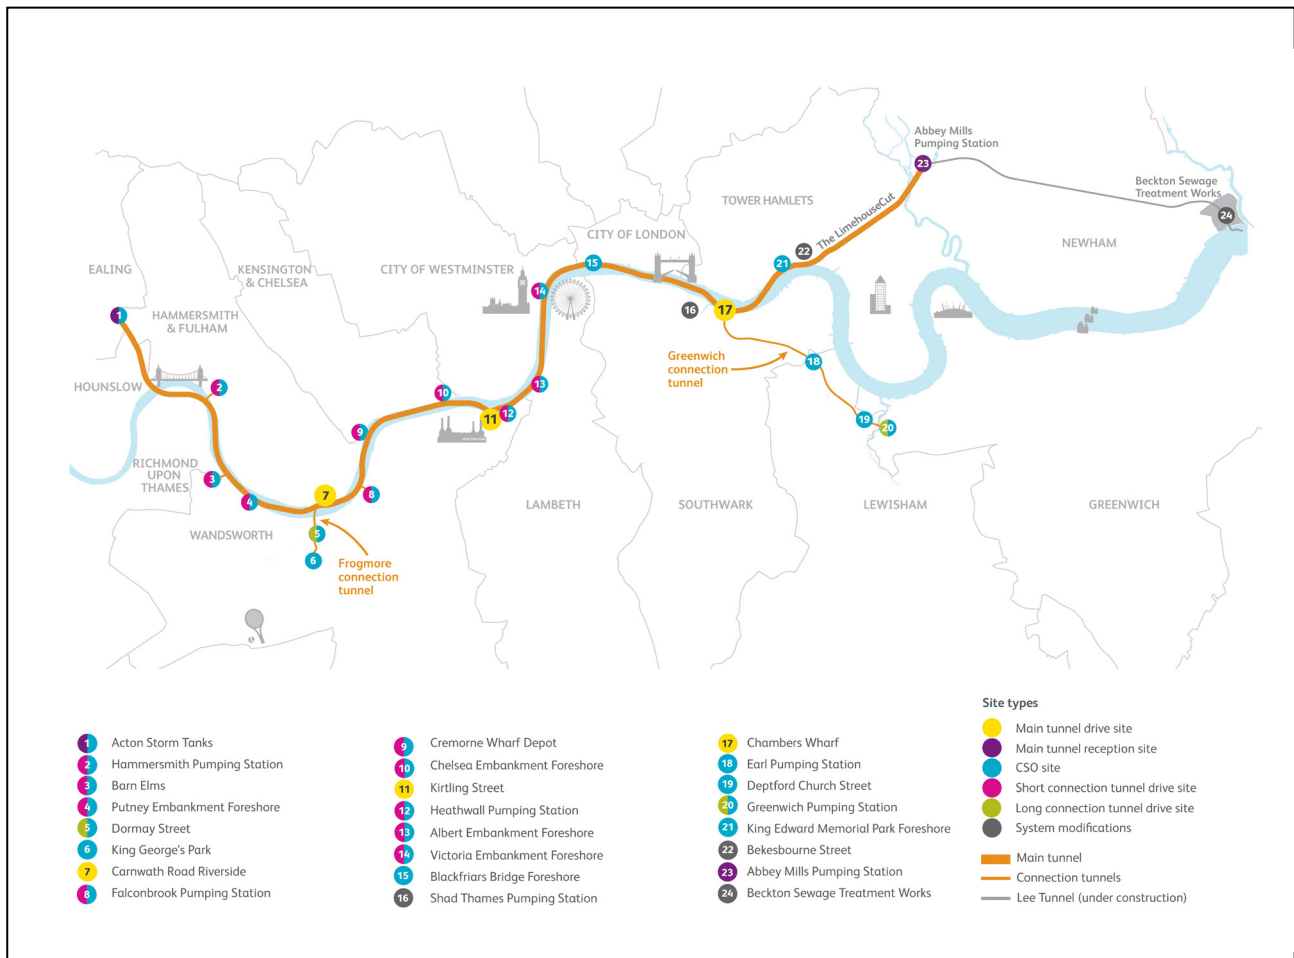 Abbey Mills
Pumping Station
23
Beckton Sewage
Treatment Works
24
TOWER HAMLETS
The LimehouseCut
CITY OF LONDON
22
NEWHAM
21
15
EALING
KENSINGTON
& CHELSEA
CITY OF WESTMINSTER
14
16
17
1
HAMMERSMITH
& FULHAM
Greenwich
connection
tunnel
18
HOUNSLOW
2
10
13
11
12
19
20
9
RICHMOND
UPON
THAMES
3
4
7
8
LAMBETH
SOUTHWARK
LEWISHAM
GREENWICH
WANDSWORTH
5
6
Frogmore
connection
tunnel
1 Acton Storm Tanks
2 Hammersmith Pumping Station
3 Barn Elms
4 Putney Embankment Foreshore
5 Dormay Street
6 King George's Park
7 Carnwath Road Riverside
8 Falconbrook Pumping Station
9 Cremorne Wharf Depot
10 Chelsea Embankment Foreshore
11 Kirtling Street
12 Heathwall Pumping Station
13 Albert Embankment Foreshore
14 Victoria Embankment Foreshore
15 Blackfriars Bridge Foreshore
16 Shad Thames Pumping Station
17 Chambers Wharf
18 Earl Pumping Station
19 Deptford Church Street
20 Greenwich Pumping Station
21 King Edward Memorial Park Foreshore
22 Bekesbourne Street
23 Abbey Mills Pumping Station
24 Beckton Sewage Treatment Works
Site types
Main tunnel drive site
Main tunnel reception site
CSO site
Short connection tunnel drive site
Long connection tunnel drive site
System modifications
Main tunnel
Connection tunnels
Lee Tunnel (under construction)